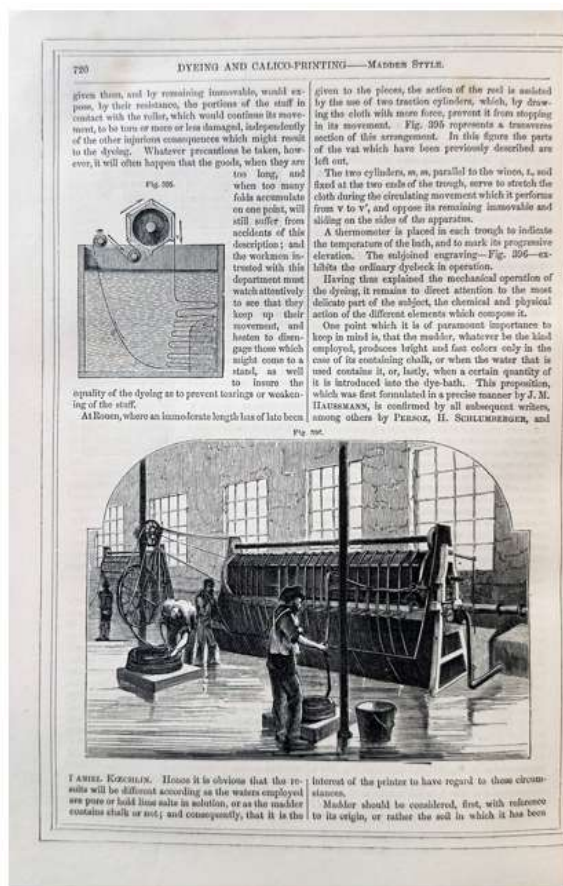 720
DYEING AND CALICO-PRINTING——MADDER STYLE.
given them, and by remaining immovable, would ex-
pose, by their resistance, the portions of the stuff in
contact with the roller, which would continue its move-
ment, to be torn or more or less damaged, independently
of the other injurious consequences which might result
to the dyeing. Whatever precautions be taken, how-
ever, it will often happen that the goods, when they are
too long, and
when too many
folds accumulate
on one point, will
still suffer from
accidents of this
description; and
the workmen in-
trusted with this
department must
watch attentively
to see that they
keep up their
movement, and
hasten to disen-
gage those which
might come to a
stand, as well
to insure the
Fig. 395.
equality of the dyeing as to prevent tearings or weaken-
ing of the stuff.
At Rouen, where an immoderate length has of late been
given to the pieces, the action of the reel is assisted
by the use of two traction cylinders, which, by draw-
ing the cloth with more force, prevent it from stopping
in its movement. Fig. 395 represents a transverse
section of this arrangement. In this figure the parts
of the vat which have been previously described are
left out.
The two cylinders, m, m, parallel to the wince, t, and
fixed at the two ends of the trough, serve to stretch the
cloth during the circulating movement which it performs
from v to v′, and oppose its remaining immovable and
sliding on the sides of the apparatus.
A thermometer is placed in each trough to indicate
the temperature of the bath, and to mark its progressive
elevation. The subjoined engraving—Fig. 396—ex-
hibits the ordinary dyebeck in operation.
Having thus explained the mechanical operation of
the dyeing, it remains to direct attention to the most
delicate part of the subject, the chemical and physical
action of the different elements which compose it.
One point which it is of paramount importance to
keep in mind is, that the madder, whatever be the kind
employed, produces bright and fast colors only in the
case of its containing chalk, or when the water that is
used contains it, or, lastly, when a certain quantity of
it is introduced into the dye-bath. This proposition,
which was first formulated in a precise manner by J. M.
HAUSSMANN, is confirmed by all subsequent writers,
among others by PERSOZ, H. SCHLUMBERGER, and
Fig. 396.
DANIEL KŒCHLIN. Hence it is obvious that the re-
sults will be different according as the waters employed
are pure or hold lime salts in solution, or as the madder
contains chalk or not; and consequently, that it is the
interest of the printer to have regard to these circum-
stances.
Madder should be considered, first, with reference
to its origin, or rather the soil in which it has been